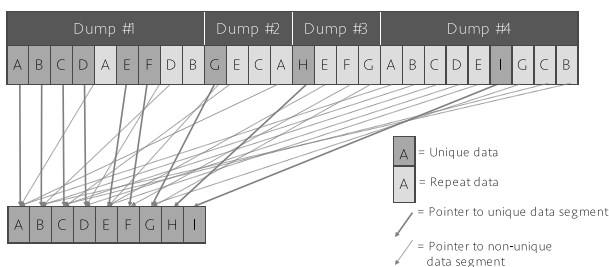 Dump #1 Dump #2 Dump #3 Dump #4
A B C D A E F D B G E C A H E F G A B C D E I G C B
A = Unique data
A = Repeat data
= Pointer to unique data segment
= Pointer to non-unique
data segment
A B C D E F G H I